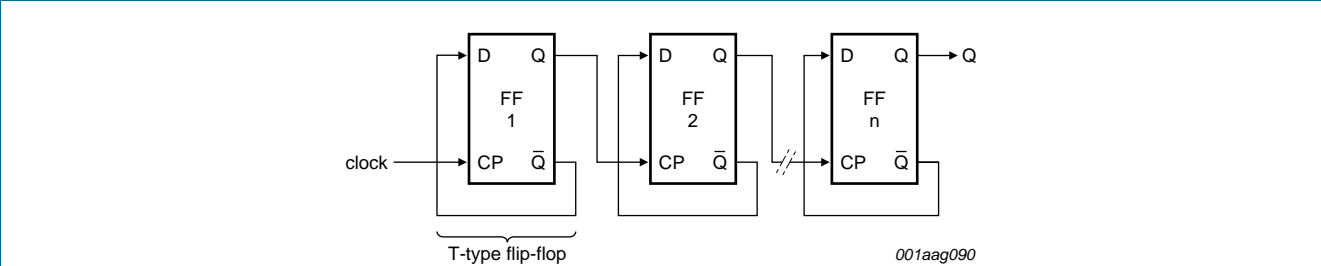 D Q D Q D Q Q
FF FF FF
1 2 n
clock CP Q̅ CP Q̅ CP Q̅
T-type flip-flop
001aag090